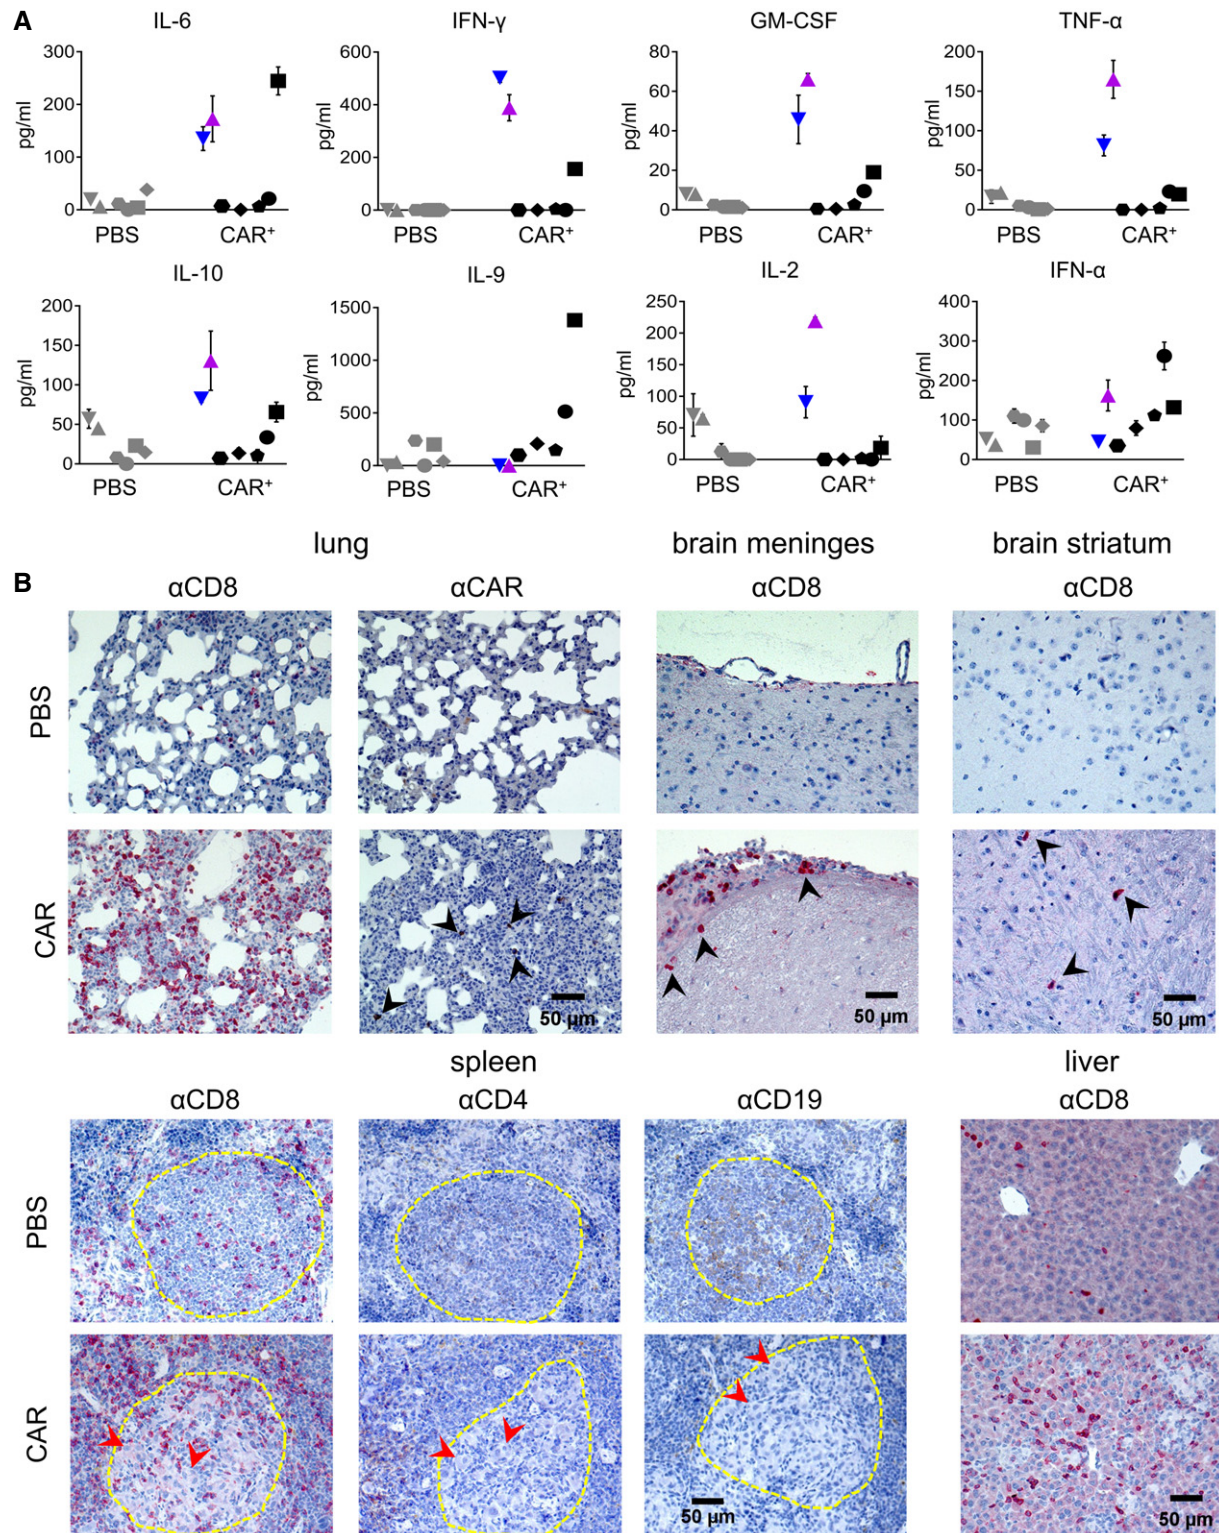 A
IL-6 IFN-γ GM-CSF TNF-α
300 600 80 200
200 400 60 150
100 200 40 100
0 0 20 50
0 0
pg/ml pg/ml pg/ml pg/ml
PBS CAR⁺ PBS CAR⁺ PBS CAR⁺ PBS CAR⁺
IL-10 IL-9 IL-2 IFN-α
200 1500 250 400
150 1000 200 300
100 500 150 200
50 0 100 100
0 50 0
0
pg/ml pg/ml pg/ml pg/ml
PBS CAR⁺ PBS CAR⁺ PBS CAR⁺ PBS CAR⁺
lung brain meninges brain striatum
B
αCD8 αCAR αCD8 αCD8
PBS
CAR
50 µm 50 µm 50 µm
spleen liver
αCD8 αCD4 αCD19 αCD8
PBS
CAR
50 µm 50 µm